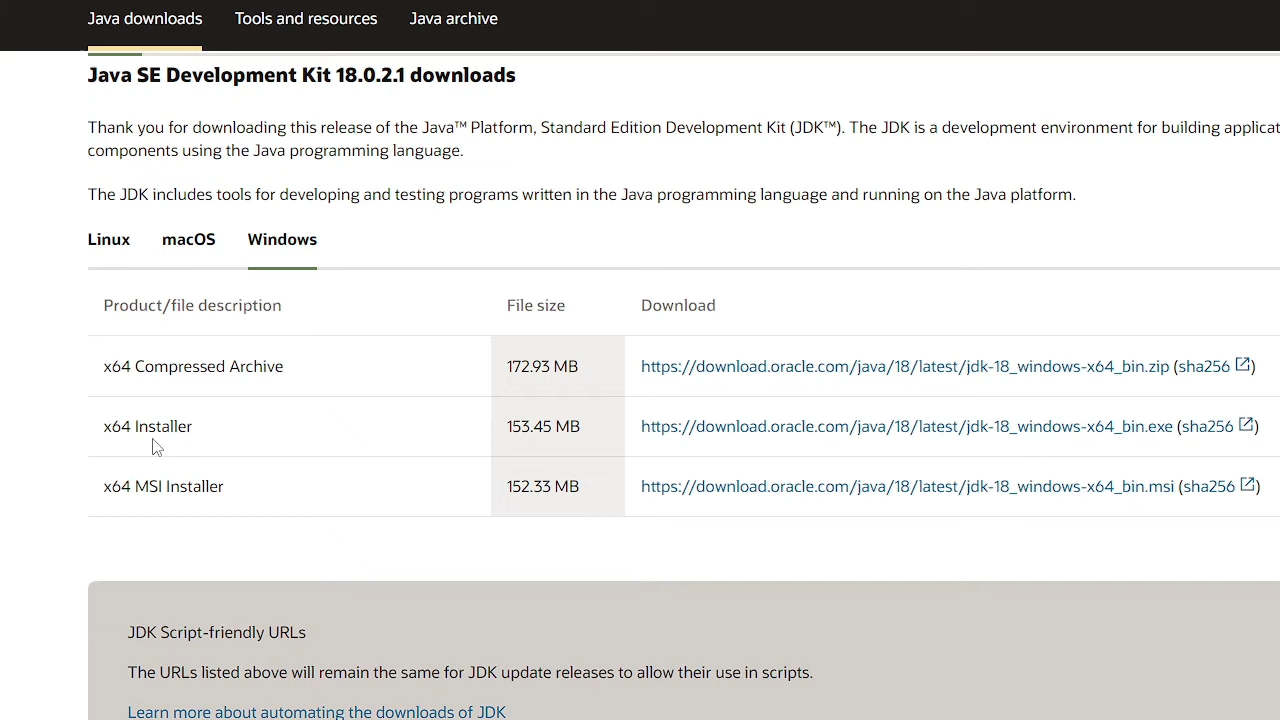 Java downloads Tools and resources Java archive
Java SE Development Kit 18.0.2.1 downloads
Thank you for downloading this release of the Java™ Platform, Standard Edition Development Kit (JDK™). The JDK is a development environment for building
components using the Java programming language.
The JDK includes tools for developing and testing programs written in the Java programming language and running on the Java platform.
Linux macOS Windows
Product/file description File size Download
x64 Compressed Archive 172.93 MB https://download.oracle.com/java/18/latest/jdk-18_windows-x64_bin.zip (sha256)
x64 Installer 153.45 MB https://download.oracle.com/java/18/latest/jdk-18_windows-x64_bin.exe (sha256)
x64 MSI Installer 152.33 MB https://download.oracle.com/java/18/latest/jdk-18_windows-x64_bin.msi (sha256)
JDK Script-friendly URLs
The URLs listed above will remain the same for JDK update releases to allow their use in scripts.
Learn more about automating the downloads of JDK